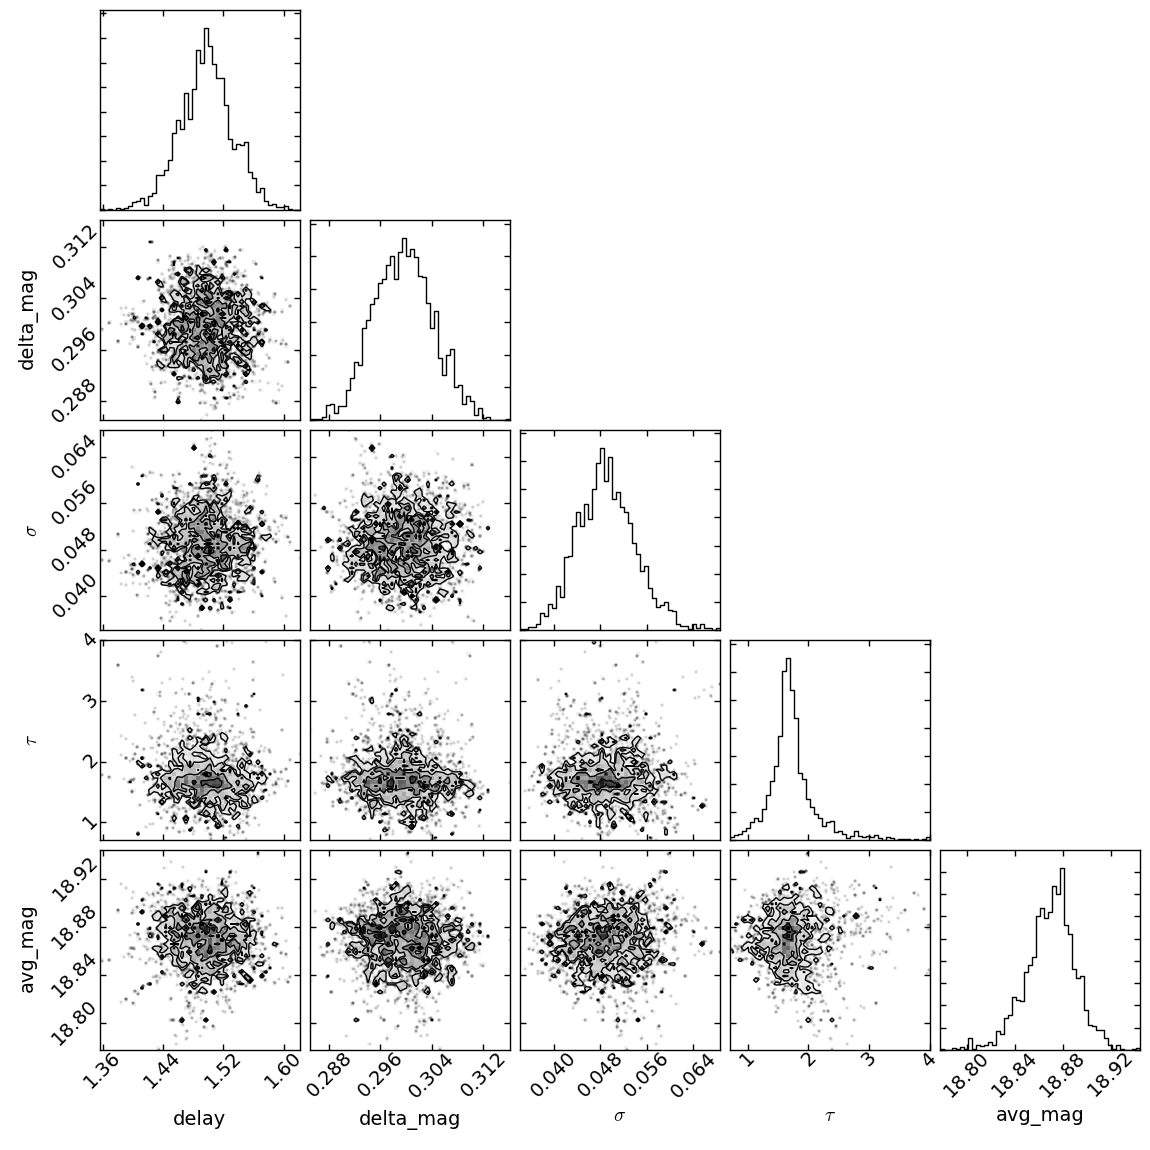 0.312
0.304
0.296
0.288
delta_mag
0.064
0.056
0.048
0.040
σ
4
3
2
1
τ
18.92
18.88
18.84
18.80
avg_mag
1.36 1.44 1.52 1.60
delay
0.288 0.296 0.304 0.312
delta_mag
0.040 0.048 0.056 0.064
σ
1 2 3 4
τ
18.80 18.84 18.88 18.92
avg_mag